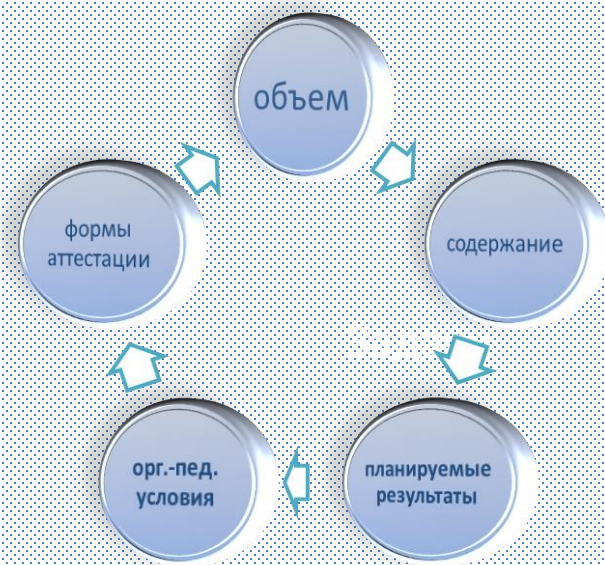 объем
содержание
планируемые
результаты
орг.-пед.
условия
формы
аттестации